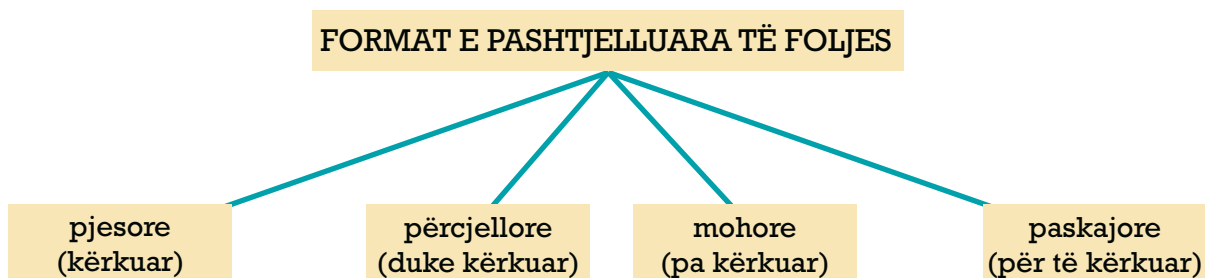 FORMAT E PASHTJELLUARA TË FOLJES
pjesore
(kërkuar)
përcjellore
(duke kërkuar)
mohore
(pa kërkuar)
paskajore
(për të kërkuar)